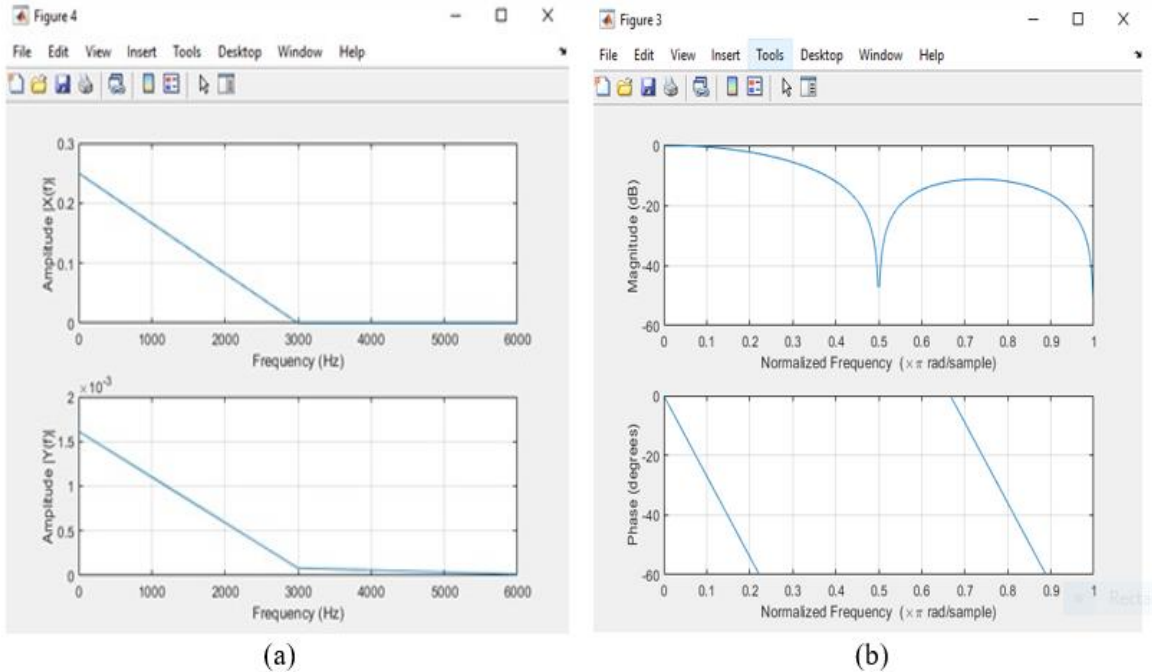 Figure 4
File Edit View Insert Tools Desktop Window Help
0.3
0.2
0.1
0
Amplitude |X(f)|
0 1000 2000 3000 4000 5000 6000
Frequency (Hz)
×10⁻³
2
1.5
1
0.5
0
Amplitude |Y(f)|
0 1000 2000 3000 4000 5000 6000
Frequency (Hz)
(a)
Figure 3
File Edit View Insert Tools Desktop Window Help
0
-20
-40
-60
Magnitude (dB)
0 0.1 0.2 0.3 0.4 0.5 0.6 0.7 0.8 0.9 1
Normalized Frequency (×π rad/sample)
0
-20
-40
-60
Phase (degrees)
0 0.1 0.2 0.3 0.4 0.5 0.6 0.7 0.8 0.9 1
Normalized Frequency (×π rad/sample)
(b)